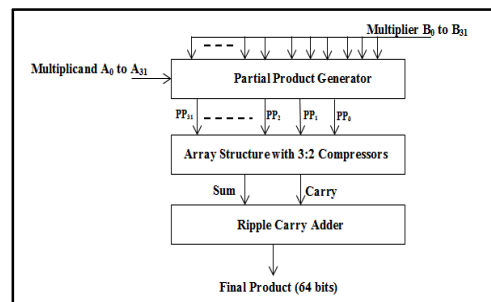 Multiplier B0 to B31
Multiplicand A0 to A31
Partial Product Generator
PP31 PP2 PP1 PP0
Array Structure with 3:2 Compressors
Sum Carry
Ripple Carry Adder
Final Product (64 bits)